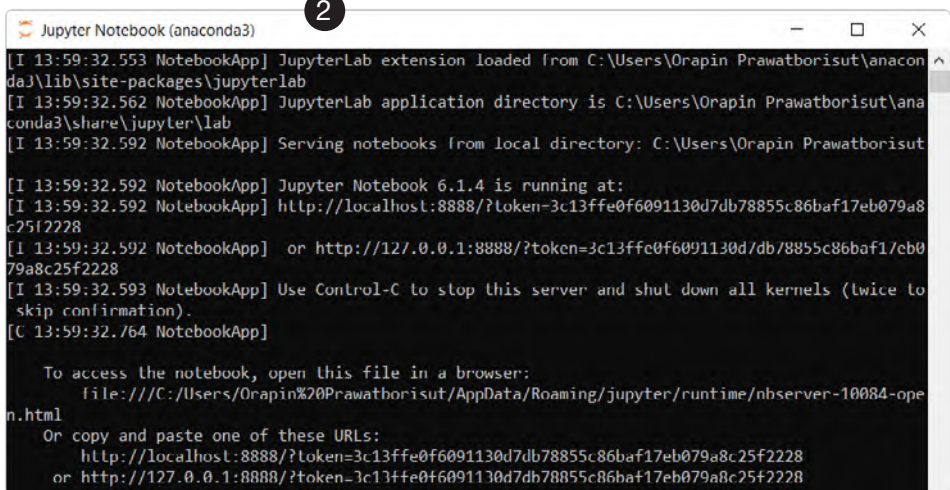 2
Jupyter Notebook (anaconda3)
[I 13:59:32.553 NotebookApp] JupyterLab extension loaded from C:\Users\Orapin Prawatborisut\anacon
da3\lib\site-packages\jupyterlab
[I 13:59:32.562 NotebookApp] JupyterLab application directory is C:\Users\Orapin Prawatborisut\ana
conda3\share\jupyter\lab
[I 13:59:32.592 NotebookApp] Serving notebooks from local directory: C:\Users\Orapin Prawatborisut
[I 13:59:32.592 NotebookApp] Jupyter Notebook 6.1.4 is running at:
[I 13:59:32.592 NotebookApp] http://localhost:8888/?token=3c13ffe0f6091130d7db78855c86baf17eb079a8
c25f2228
[I 13:59:32.592 NotebookApp]  or http://127.0.0.1:8888/?token=3c13ffe0f6091130d7db78855c86baf17eb0
79a8c25f2228
[I 13:59:32.593 NotebookApp] Use Control-C to stop this server and shut down all kernels (twice to
skip confirmation).
[C 13:59:32.764 NotebookApp]
To access the notebook, open this file in a browser:
file:///C:/Users/Orapin%20Prawatborisut/AppData/Roaming/jupyter/runtime/nbserver-10084-ope
n.html
Or copy and paste one of these URLs:
http://localhost:8888/?token=3c13ffe0f6091130d7db78855c86baf17eb079a8c25f2228
or http://127.0.0.1:8888/?token=3c13ffe0f6091130d7db78855c86baf17eb079a8c25f2228